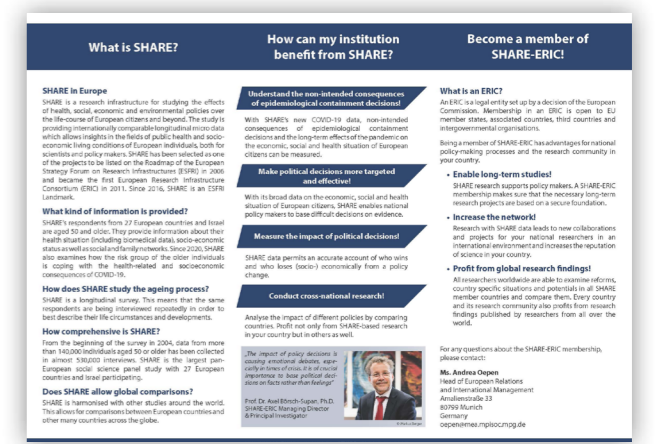 What is SHARE?
SHARE in Europe
SHARE is a research infrastructure for studying the effects
of health, social, economic and environmental policies over
the life-course of European citizens and beyond. The study is
providing internationally comparable longitudinal micro data
which allows insights in the fields of public health and socio-
economic living conditions of European individuals, both for
scientists and policy makers. SHARE has been selected as one
of the projects to be listed on the Roadmap of the European
Strategy Forum on Research Infrastructures (ESFRI) in 2006
and became the first European Research Infrastructure
Consortium (ERIC) in 2011. Since 2016, SHARE is an ESFRI
Landmark.
What kind of information is provided?
SHARE's respondents from 27 European countries and Israel
are aged 50 and older. They provide information about their
health situation (including biomedical data), socio-economic
status as well as social and family networks. Since 2020, SHARE
also examines how the risk group of the older individuals
is coping with the health-related and socioeconomic
consequences of COVID-19.
How does SHARE study the ageing process?
SHARE is a longitudinal survey. This means that the same
respondents are being interviewed repeatedly in order to
best describe their life circumstances and developments.
How comprehensive is SHARE?
From the beginning of the survey in 2004, data from more
than 140,000 individuals aged 50 or older has been collected
in almost 530,000 interviews. SHARE is the largest pan-
European social science panel study with 27 European
countries and Israel participating.
Does SHARE allow global comparisons?
SHARE is harmonised with other studies around the world.
This allows for comparisons between European countries and
other many countries across the globe.
How can my institution
benefit from SHARE?
Understand the non-intended consequences
of epidemiological containment decisions!
With SHARE's new COVID-19 data, non-intended
consequences of epidemiological containment
decisions and the long-term effects of the pandemic on
the economic, social and health situation of European
citizens can be measured.
Make political decisions more targeted
and effective!
With its broad data on the economic, social and health
situation of European citizens, SHARE enables national
policy makers to base difficult decisions on evidence.
Measure the impact of political decisions!
SHARE data permits an accurate account of who wins
and who loses (socio-) economically from a policy
change.
Conduct cross-national research!
Analyse the impact of different policies by comparing
countries. Profit not only from SHARE-based research
in your country but in others as well.
„The impact of policy decisions is
causing emotional debates, espe-
cially in times of crisis. It is of crucial
importance to base political deci-
sions on facts rather than feelings"
Prof. Dr. Axel Börsch-Supan, Ph.D.
SHARE-ERIC Managing Director
& Principal Investigator
Become a member of
SHARE-ERIC!
What is an ERIC?
An ERIC is a legal entity set up by a decision of the European
Commission. Membership in an ERIC is open to EU
member states, associated countries, third countries and
intergovernmental organisations.
Being a member of SHARE-ERIC has advantages for national
policy-making processes and the research community in
your country.
• Enable long-term studies!
SHARE research supports policy makers. A SHARE-ERIC
membership makes sure that the necessary long-term
research projects are based on a secure foundation.
• Increase the network!
Research with SHARE data leads to new collaborations
and projects for your national researchers in an
international environment and increases the reputation
of science in your country.
• Profit from global research findings!
All researchers worldwide are able to examine reforms,
country specific situations and potentials in all SHARE
member countries and compare them. Every country
and its research community also profits from research
findings published by researchers from all over the
world.
For any questions about the SHARE-ERIC membership,
please contact:
Ms. Andrea Oepen
Head of European Relations
and International Management
Amalienstraße 33
80799 Munich
Germany
oepen@mea.mpisoc.mpg.de